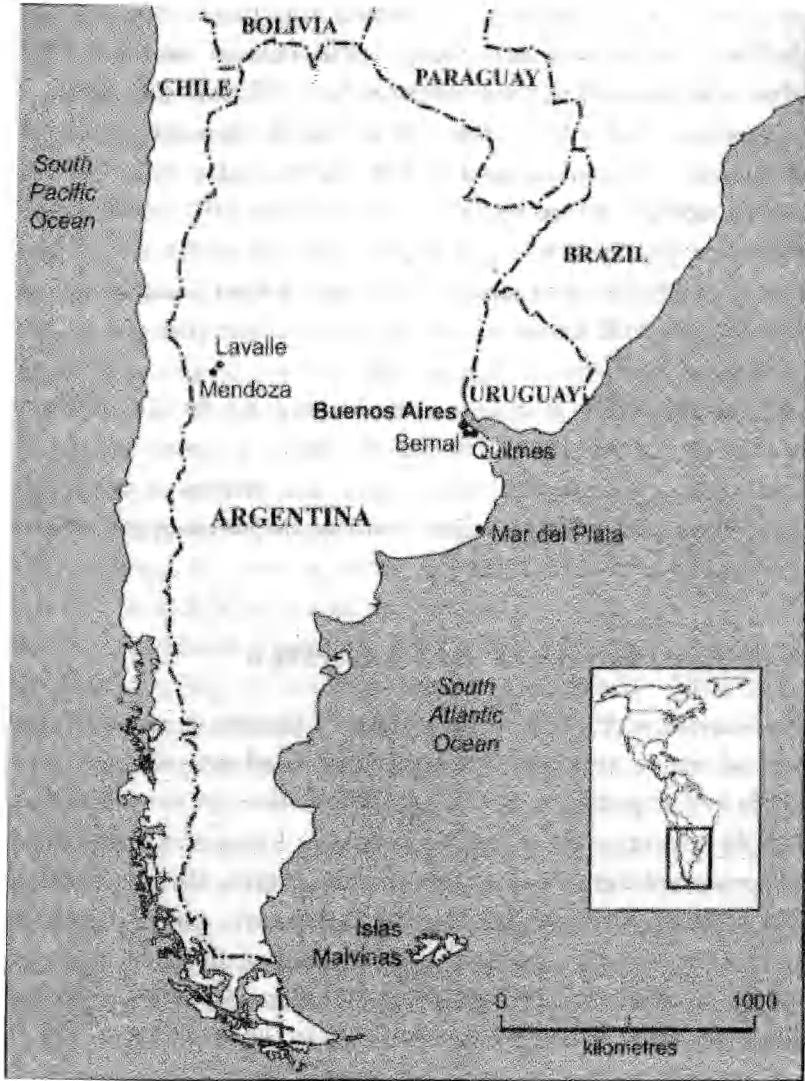 BOLIVIA
CHILE
PARAGUAY
South
Pacific
Ocean
BRAZIL
Lavalle
Mendoza
URUGUAY
Buenos Aires
Bernal
Quilmes
ARGENTINA
Mar del Plata
South
Atlantic
Ocean
Islas
Malvinas
0 1000
kilometres